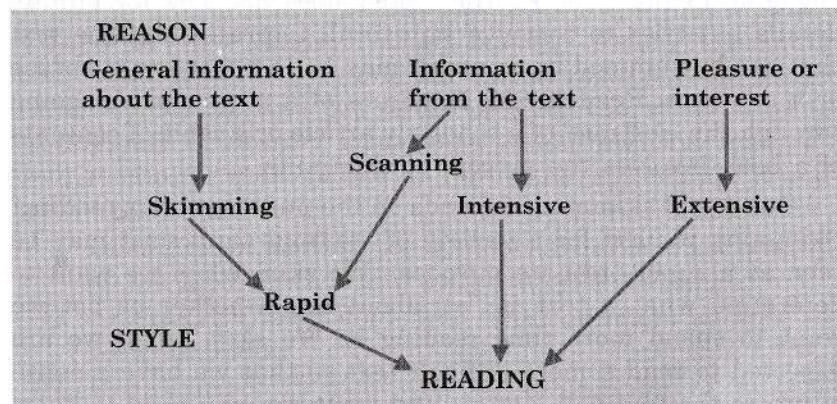 REASON
General information
about the text
Information
from the text
Pleasure or
interest
Scanning
Skimming
Intensive
Extensive
Rapid
STYLE
READING